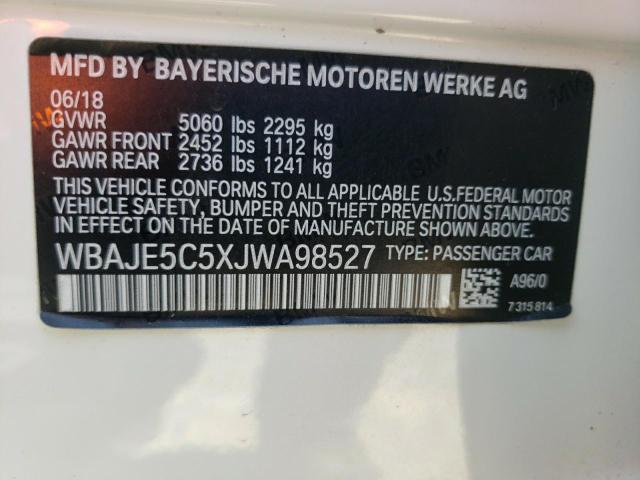 MFD BY BAYERISCHE MOTOREN WERKE AG
06/18
GVWR 5060 lbs 2295 kg
GAWR FRONT 2452 lbs 1112 kg
GAWR REAR 2736 lbs 1241 kg
THIS VEHICLE CONFORMS TO ALL APPLICABLE U.S.FEDERAL MOTOR
VEHICLE SAFETY, BUMPER AND THEFT PREVENTION STANDARDS
IN EFFECT ON THE DATE OF MANUFACTURE SHOWN ABOVE.
WBAJE5C5XJWA98527 TYPE: PASSENGER CAR
A96/0
7 315 814